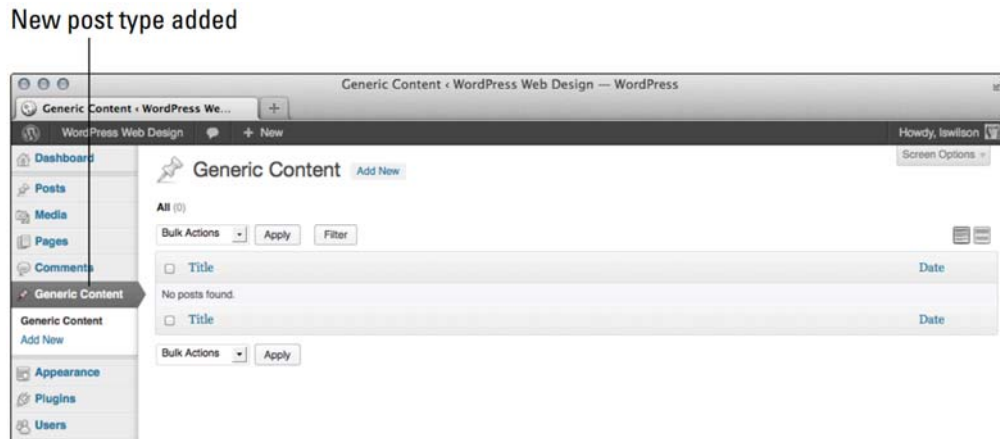 New post type added
Generic Content ‹ WordPress Web Design — WordPress
Generic Content ‹ WordPress We...
WordPress Web Design + New Howdy, lswilson
Screen Options
Dashboard
Posts
Media
Pages
Comments
Generic Content
Generic Content
Add New
Appearance
Plugins
Users
Generic Content Add New
All (0)
Bulk Actions Apply Filter
Title Date
No posts found.
Title Date
Bulk Actions Apply